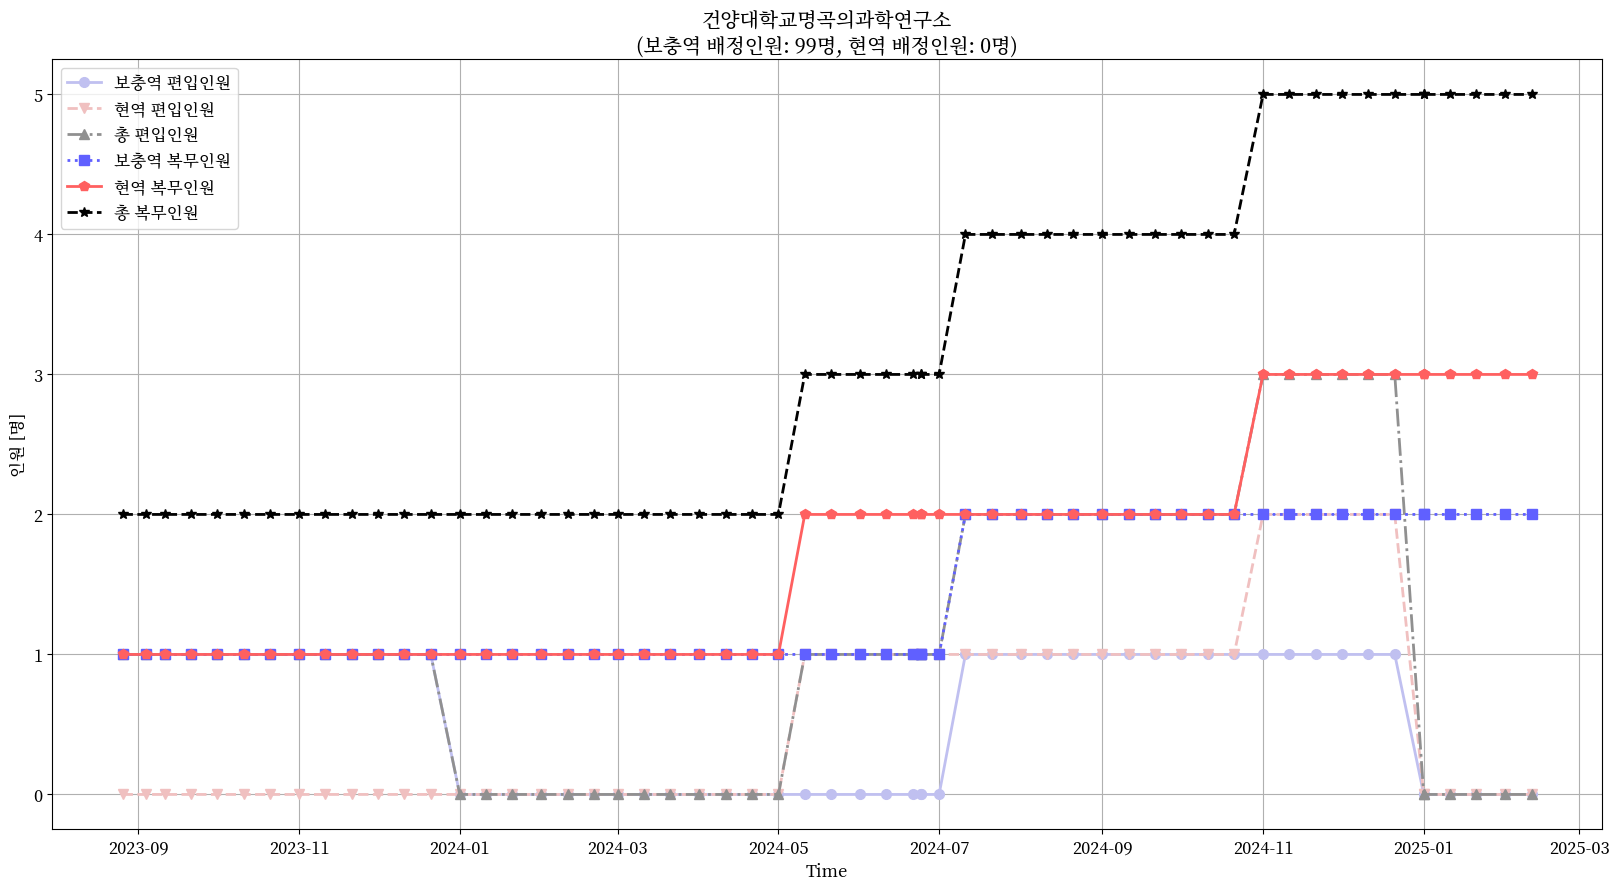 건양대학교명곡의과학연구소
(보충역 배정인원: 99명, 현역 배정인원: 0명)
보충역 편입인원
현역 편입인원
총 편입인원
보충역 복무인원
현역 복무인원
총 복무인원
인원 [명]
5
4
3
2
1
0
2023-09
2023-11
2024-01
2024-03
2024-05
2024-07
2024-09
2024-11
2025-01
2025-03
Time